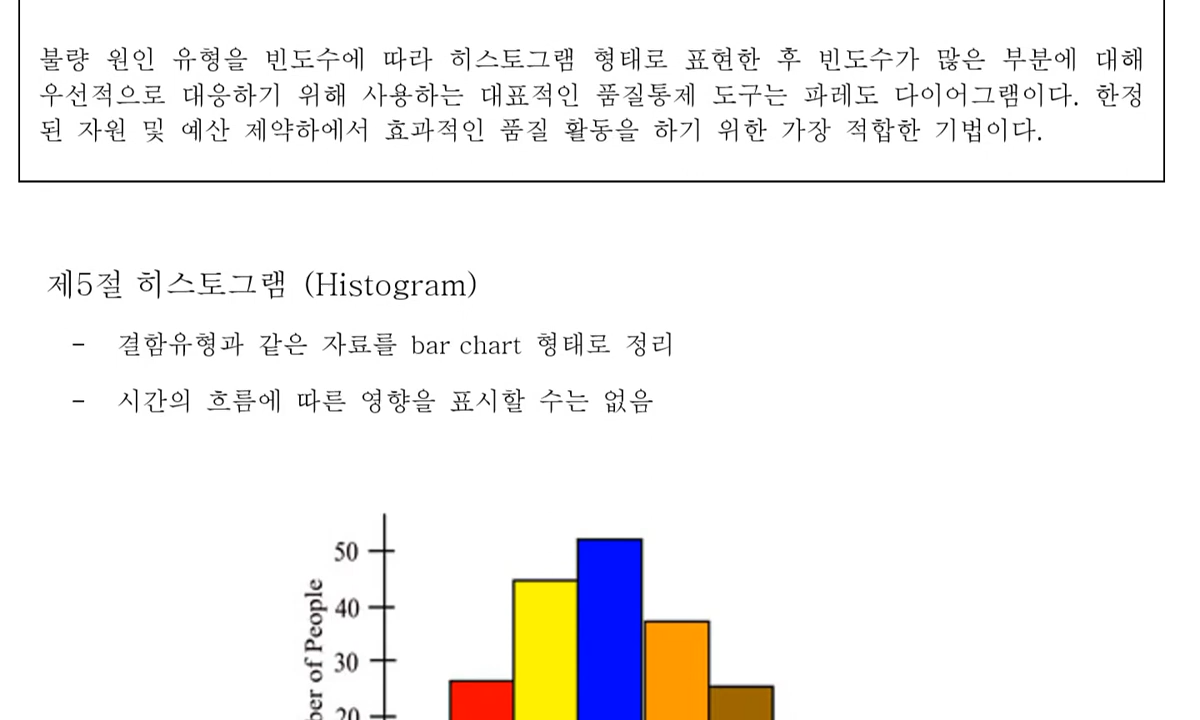 불량 원인 유형을 빈도수에 따라 히스토그램 형태로 표현한 후 빈도수가 많은 부분에 대해
우선적으로 대응하기 위해 사용하는 대표적인 품질통제 도구는 파레도 다이어그램이다. 한정
된 자원 및 예산 제약하에서 효과적인 품질 활동을 하기 위한 가장 적합한 기법이다.
제5절 히스토그램 (Histogram)
- 결함유형과 같은 자료를 bar chart 형태로 정리
- 시간의 흐름에 따른 영향을 표시할 수는 없음
50
40
30
20
of People